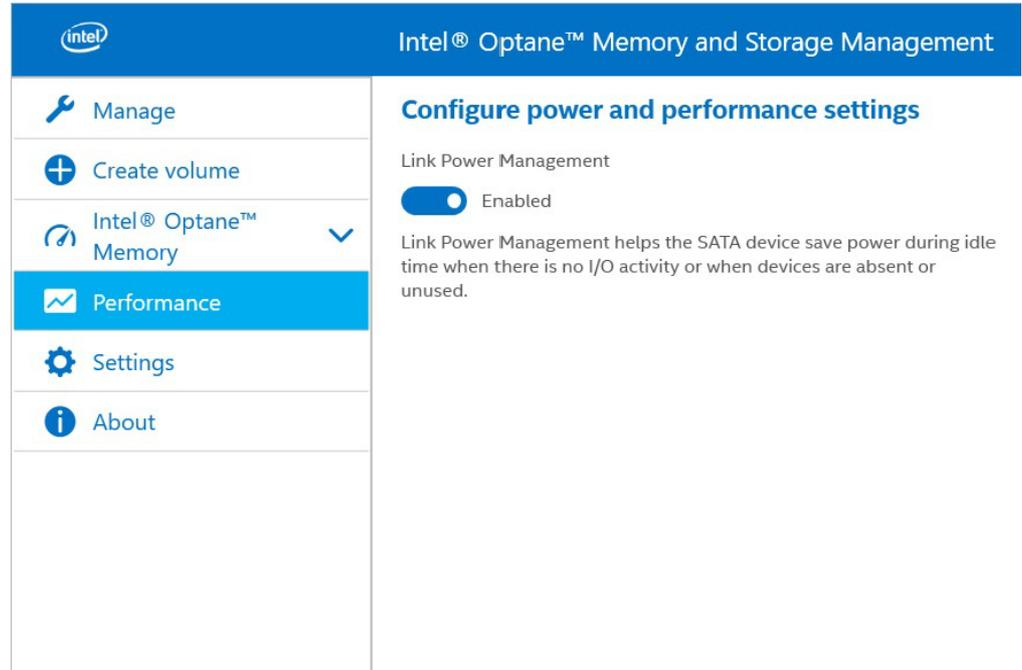 intel
Intel® Optane™ Memory and Storage Management
Manage
Create volume
Intel® Optane™
Memory
Performance
Settings
About
Configure power and performance settings
Link Power Management
Enabled
Link Power Management helps the SATA device save power during idle
time when there is no I/O activity or when devices are absent or
unused.